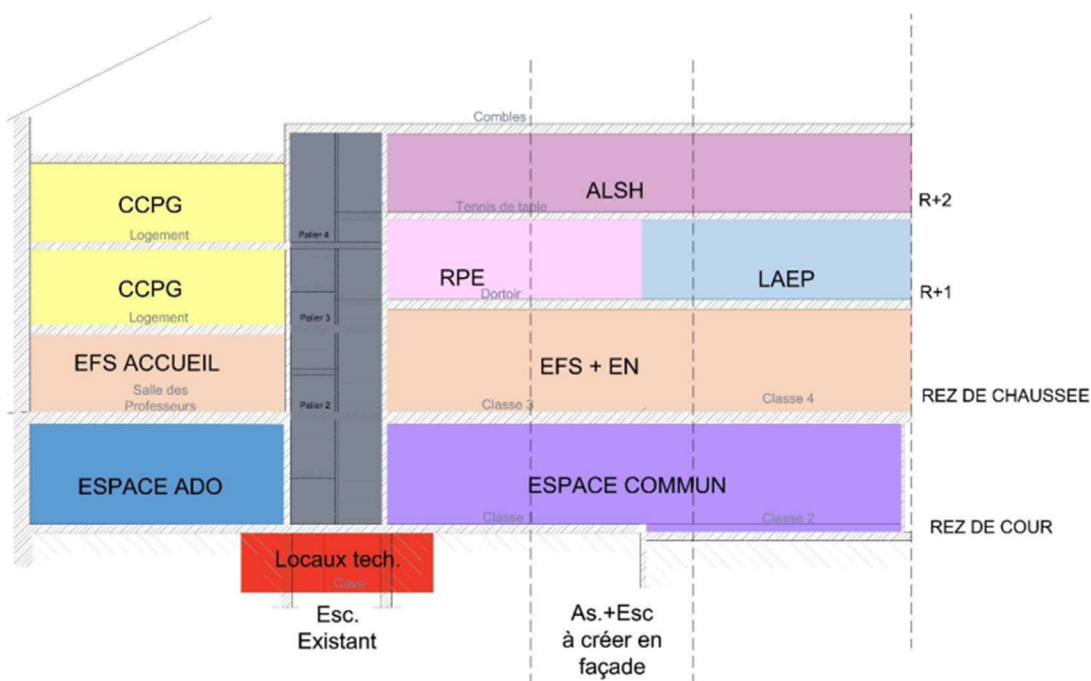 Combles
CCPG
Logement
Palier 4
ALSH
Tennis de table
R+2
CCPG
Logement
Palier 3
RPE
Dortoir
LAEP
R+1
EFS ACCUEIL
Salle des
Professeurs
Palier 2
EFS + EN
Classe 3
Classe 4
REZ DE CHAUSSEE
ESPACE ADO
ESPACE COMMUN
Classe 1
Classe 2
REZ DE COUR
Locaux tech.
Cave
Esc.
Existant
As.+Esc
à créer en
façade